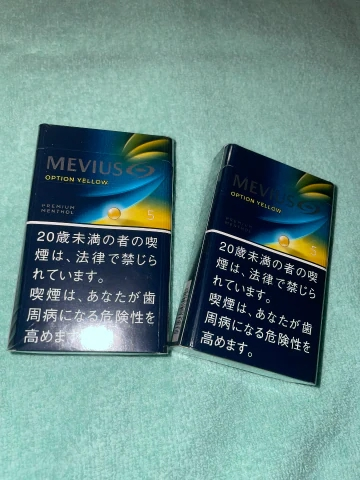 MEVIUS
OPTION YELLOW
PREMIUM
MENTHOL
5
20歳未満の者の喫
煙は、法律で禁じら
れています。
喫煙は、あなたが歯
周病になる危険性を
高めます
MEVIUS
OPTION YELLOW
PREMIUM
MENTHOL
5
20歳未満の者の喫
煙は、法律で禁じら
れています。
喫煙は、あなたが歯
周病になる危険性を
高めます。